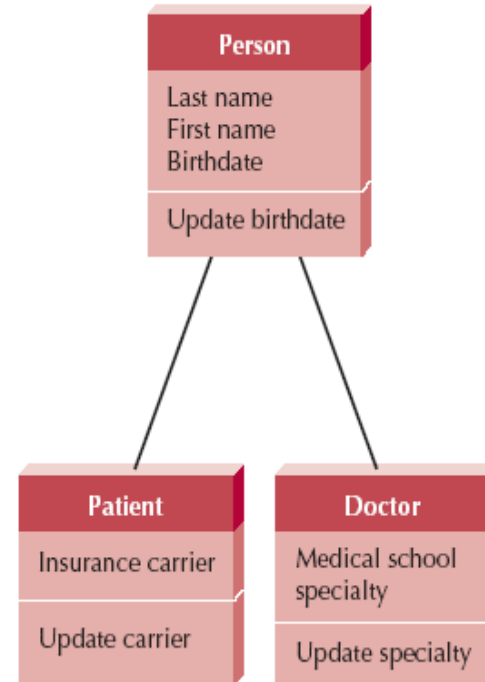 Person
Last name
First name
Birthdate
Update birthdate
Patient
Insurance carrier
Update carrier
Doctor
Medical school
specialty
Update specialty